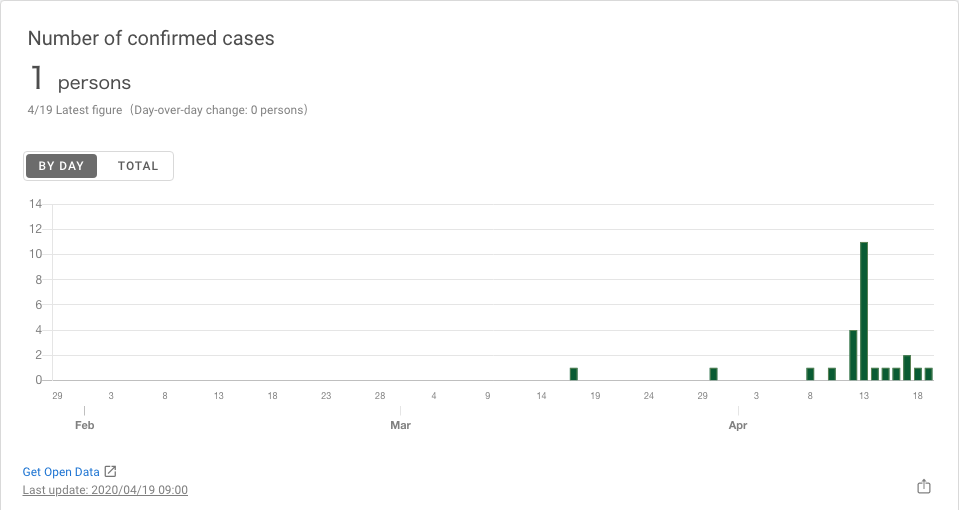 Number of confirmed cases
1 persons
4/19 Latest figure（Day-over-day change: 0 persons）
BY DAY TOTAL
14
12
10
8
6
4
2
0
29 3 8 13 18 23 28 4 9 14 19 24 29 3 8 13 18
Feb Mar Apr
Get Open Data
Last update: 2020/04/19 09:00